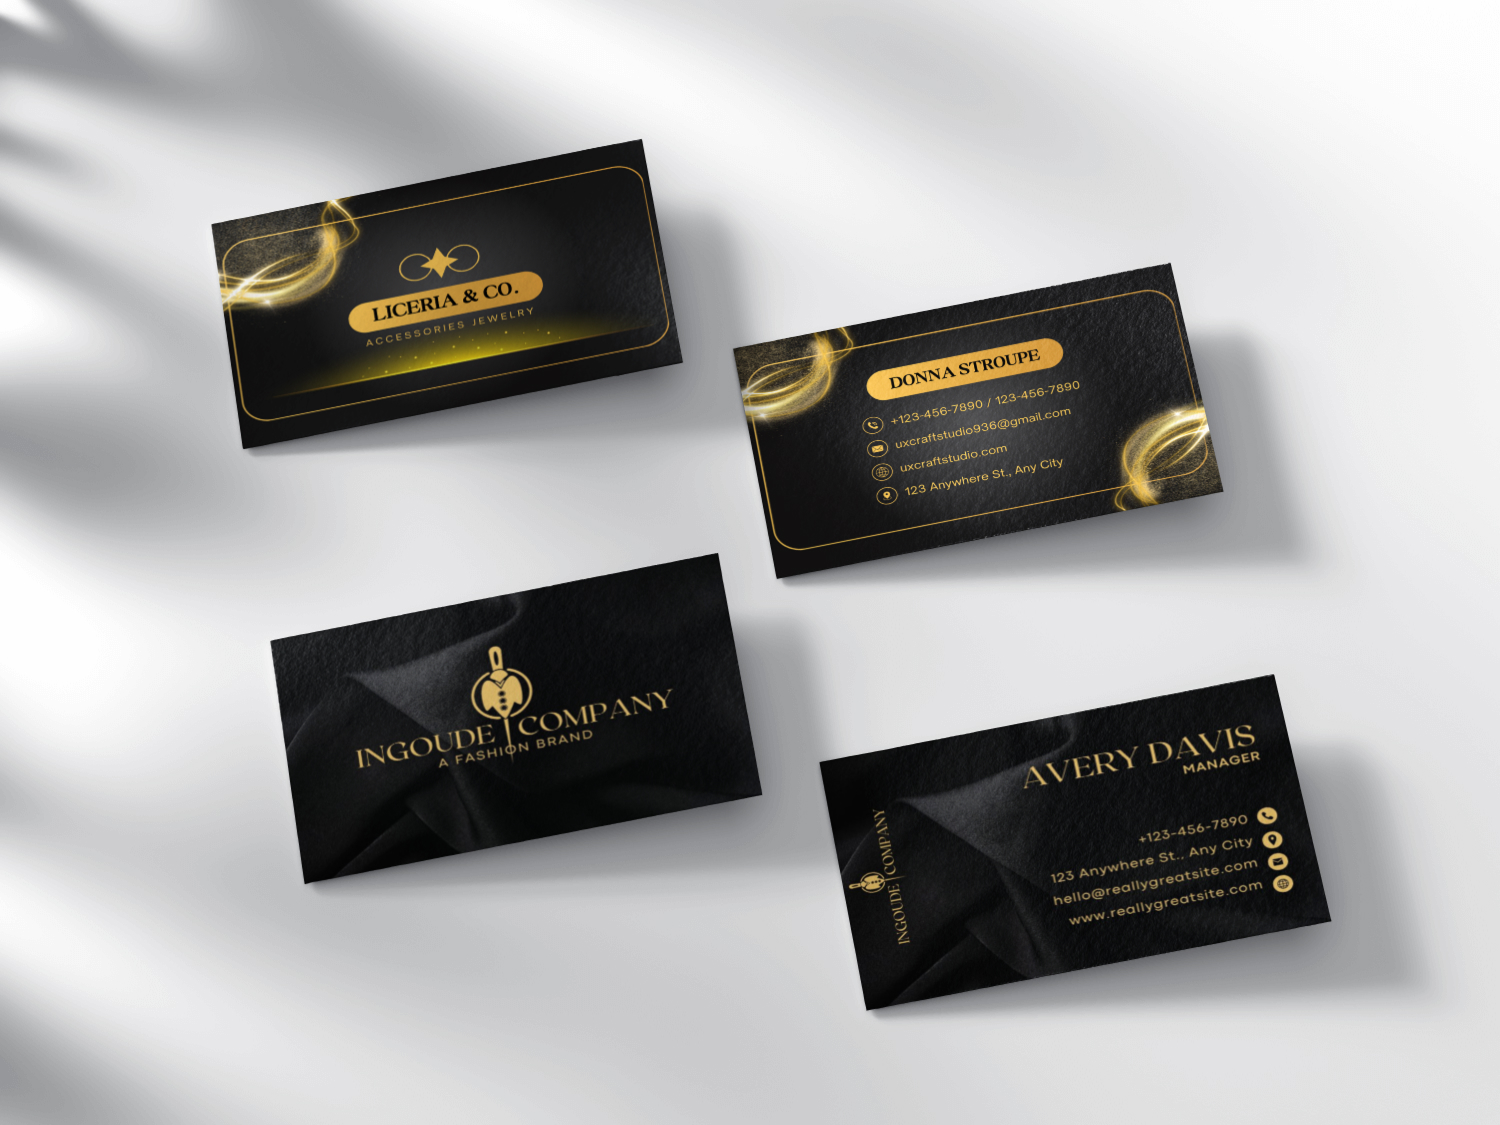 LICERIA & CO.
ACCESSORIES JEWELRY
DONNA STROUPE
+123-456-7890 / 123-456-7890
uxcraftstudio936@gmail.com
uxcraftstudio.com
123 Anywhere St., Any City
INGOUDE COMPANY
A FASHION BRAND
INGOUDE COMPANY
AVERY DAVIS
MANAGER
+123-456-7890
123 Anywhere St., Any City
hello@reallygreatsite.com
www.reallygreatsite.com